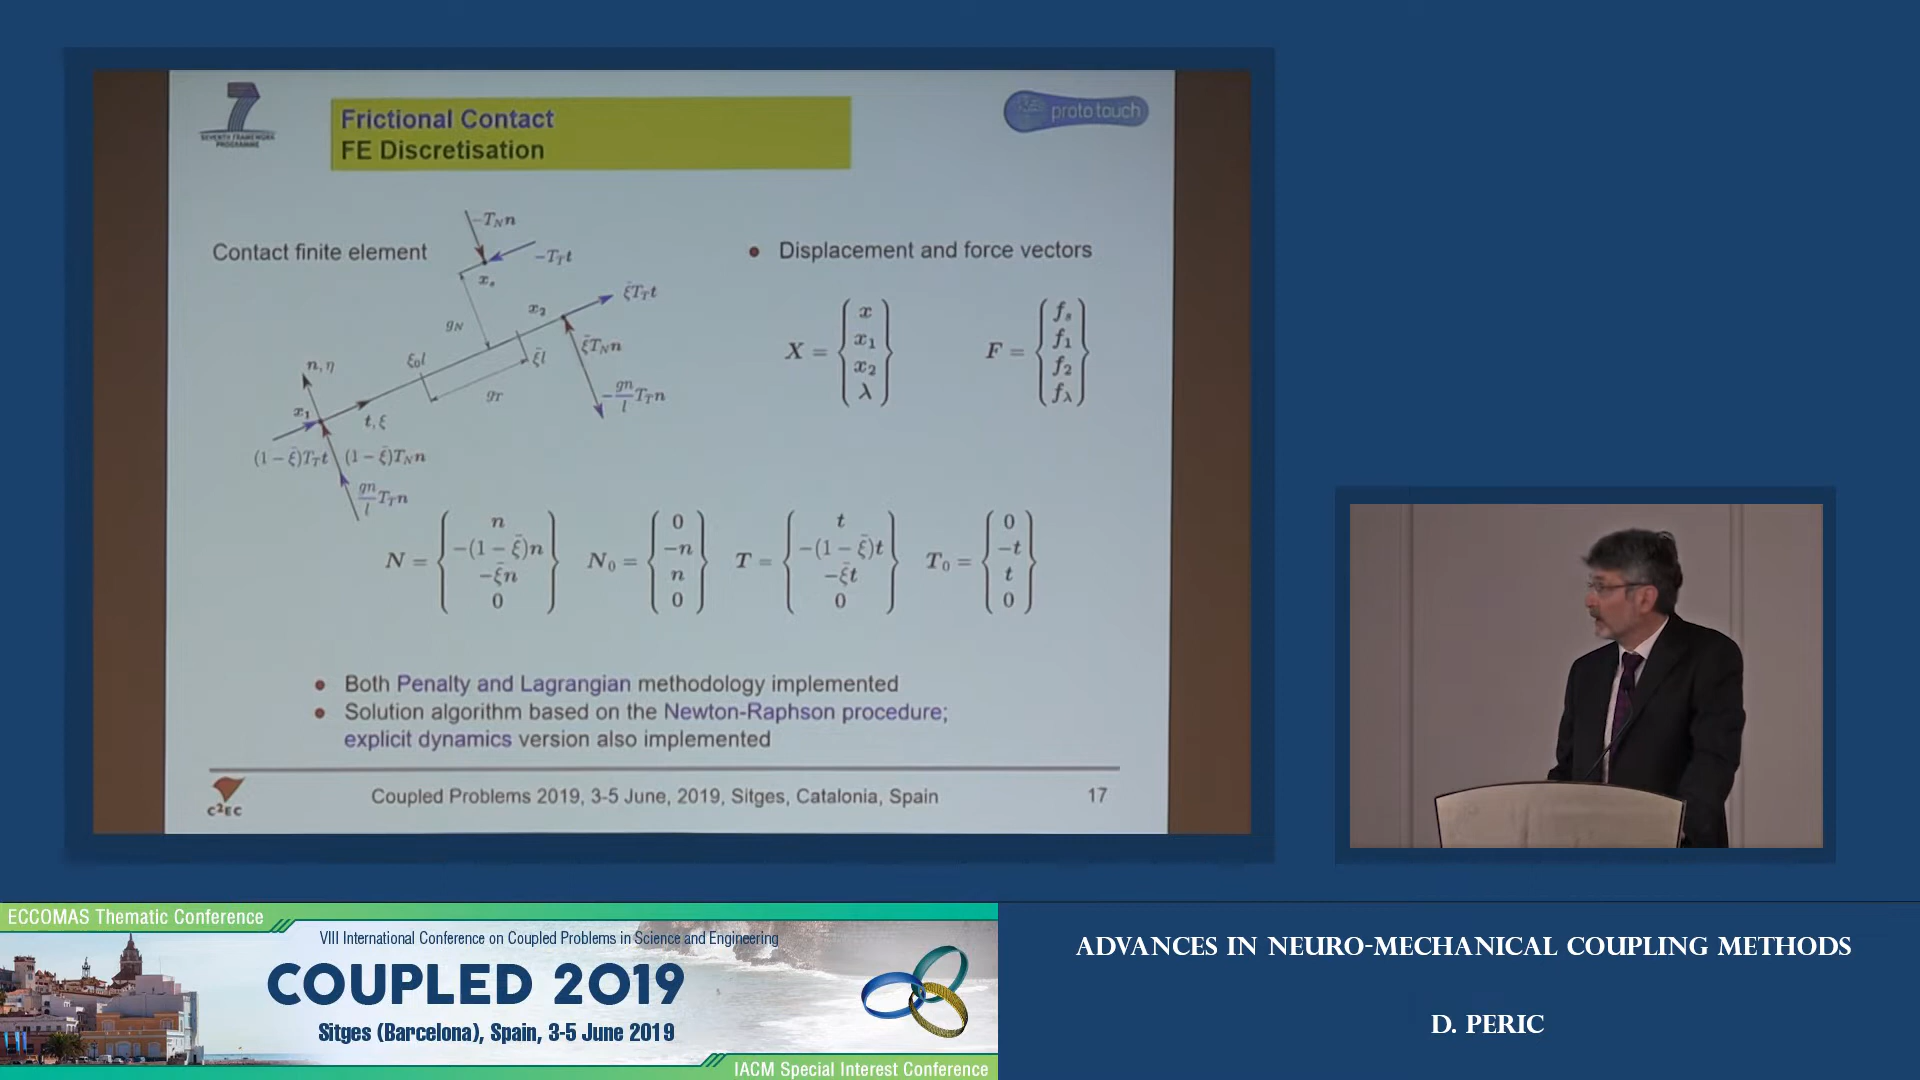 SEVENTH FRAMEWORK
PROGRAMME
Frictional Contact
FE Discretisation
proto touch
Contact finite element
−T_N n
−T_T t
x_s
ξ̄T_T t
x_2
g_N
ξ̄T_N n
ξ_0 l
ξ̄l
n, η
−gn/l T_T n
g_T
x_1
t, ξ
(1 − ξ̄)T_T t
(1 − ξ̄)T_N n
gn/l T_T n
• Displacement and force vectors
X = { x x_1 x_2 λ }
F = { f_s f_1 f_2 f_λ }
N = { n −(1 − ξ̄)n −ξ̄n 0 }
N_0 = { 0 −n n 0 }
T = { t −(1 − ξ̄)t −ξ̄t 0 }
T_0 = { 0 −t t 0 }
• Both Penalty and Lagrangian methodology implemented
• Solution algorithm based on the Newton-Raphson procedure;
explicit dynamics version also implemented
C²EC
Coupled Problems 2019, 3-5 June, 2019, Sitges, Catalonia, Spain
17
ECCOMAS Thematic Conference
VIII International Conference on Coupled Problems in Science and Engineering
COUPLED 2019
Sitges (Barcelona), Spain, 3-5 June 2019
IACM Special Interest Conference
ADVANCES IN NEURO-MECHANICAL COUPLING METHODS
D. PERIC